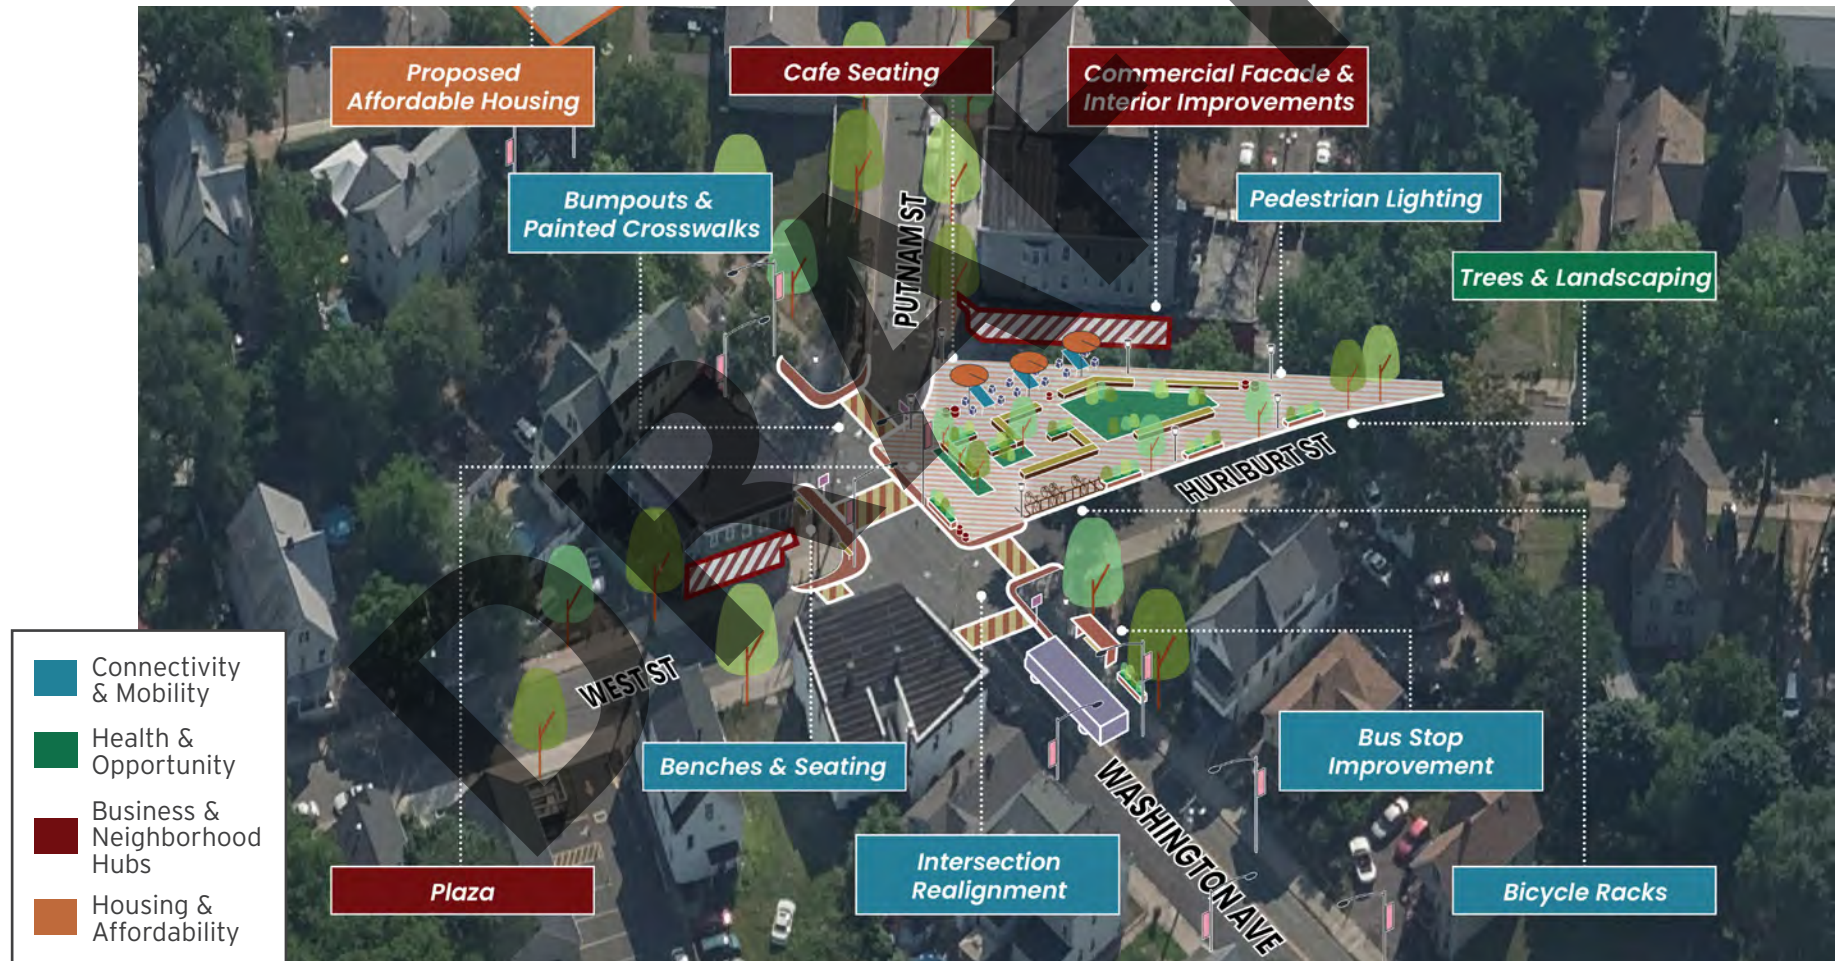 Proposed
Affordable Housing
Cafe Seating
Commercial Facade &
Interior Improvements
Bumpouts &
Painted Crosswalks
Pedestrian Lighting
Trees & Landscaping
PUTNAM ST
HURLBURT ST
WEST ST
WASHINGTON AVE
Benches & Seating
Bus Stop
Improvement
Intersection
Realignment
Plaza
Bicycle Racks
Connectivity
& Mobility
Health &
Opportunity
Business &
Neighborhood
Hubs
Housing &
Affordability
DRAFT